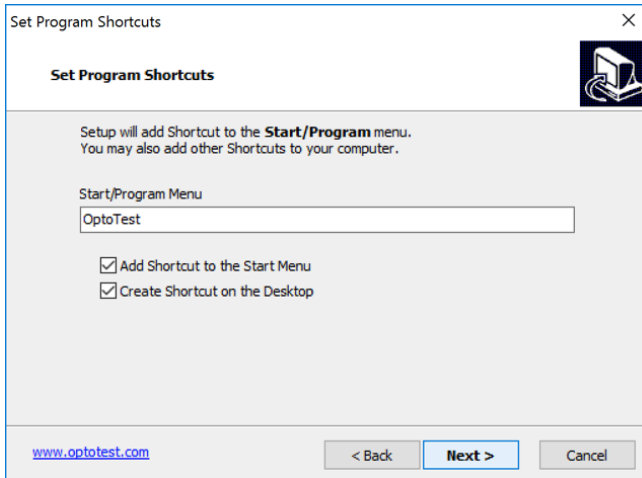 Set Program Shortcuts
Set Program Shortcuts
Setup will add Shortcut to the Start/Program menu.
You may also add other Shortcuts to your computer.
Start/Program Menu
OptoTest
Add Shortcut to the Start Menu
Create Shortcut on the Desktop
www.optotest.com
< Back
Next >
Cancel